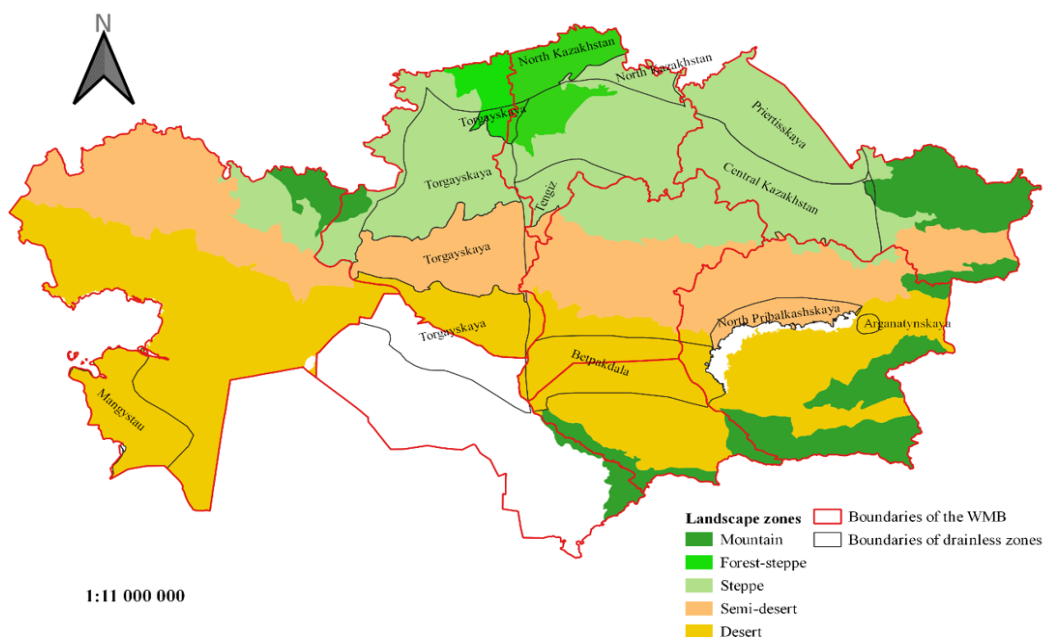 N
North Kazakhstan
North Kazakhstan
Torgayskaya
Priertisskaya
Torgayskaya
Tengiz
Central Kazakhstan
Torgayskaya
Torgayskaya
North Pribalkashskaya
Arganatynskaya
Betpakdala
Mangystau
Landscape zones
Mountain
Forest-steppe
Steppe
Semi-desert
Desert
Boundaries of the WMB
Boundaries of drainless zones
1:11 000 000